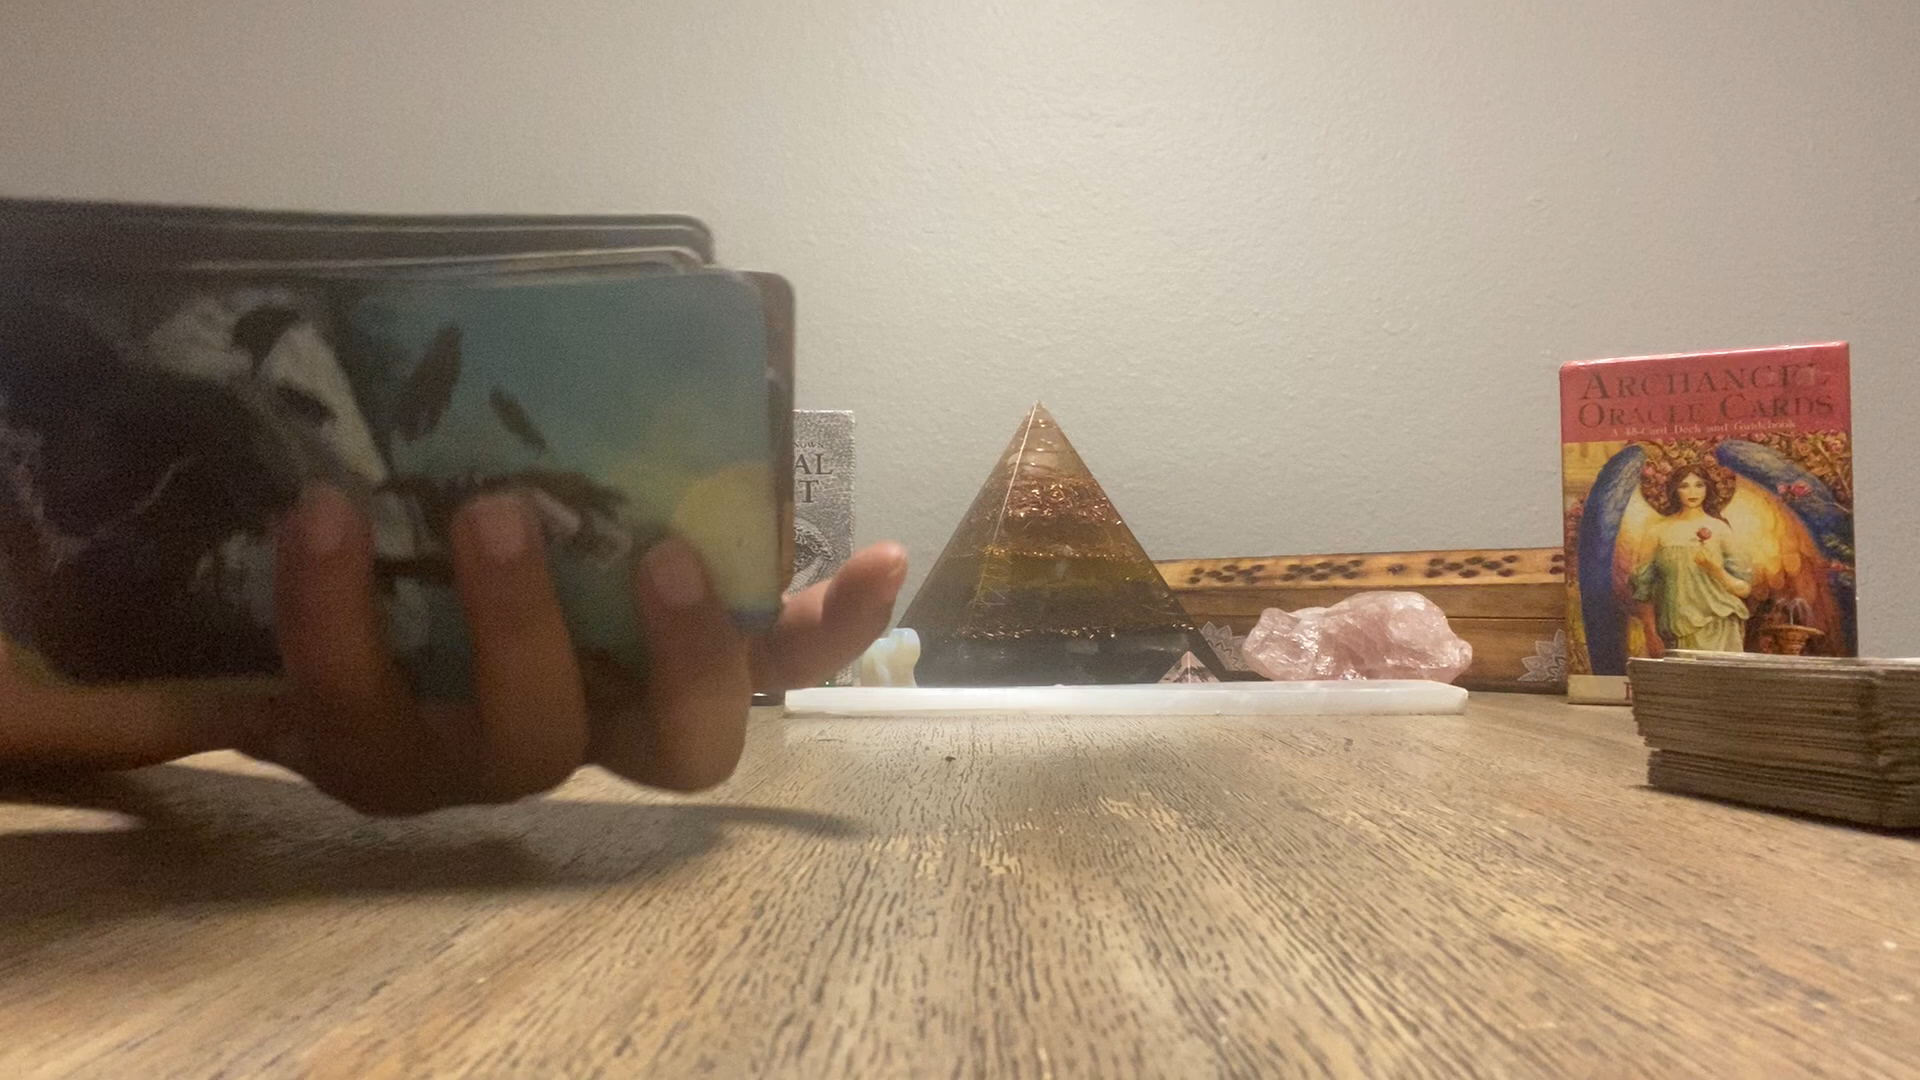 AL
T
ARCHANGEL
ORACLE CARDS
A 45-Card Deck and Guidebook